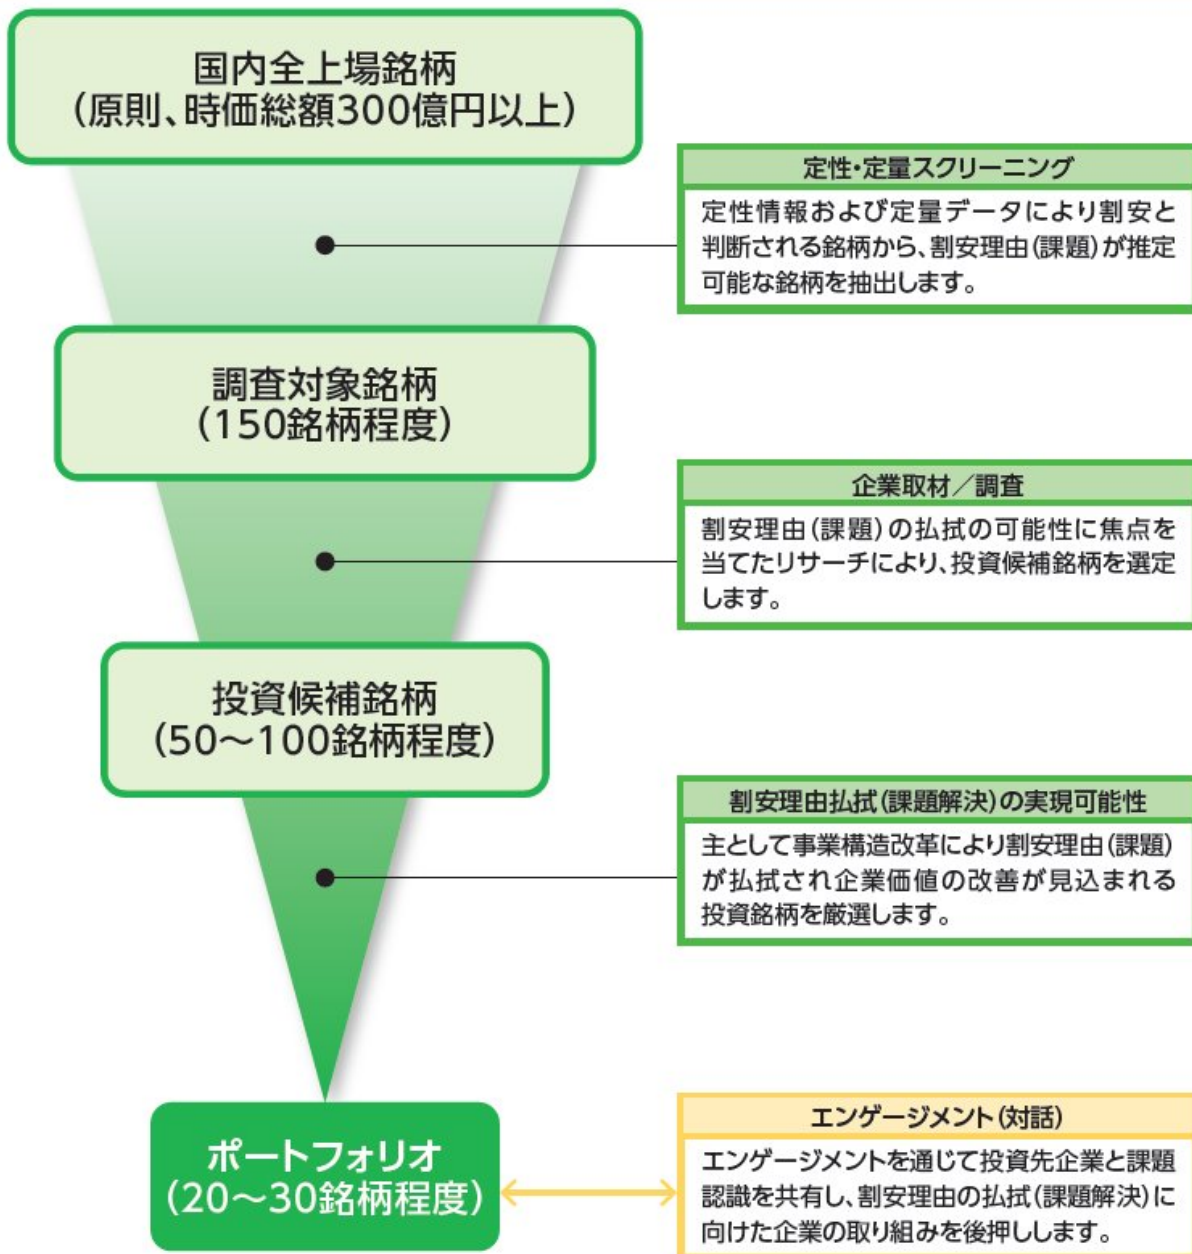 国内全上場銘柄
（原則、時価総額300億円以上）
定性・定量スクリーニング
定性情報および定量データにより割安と
判断される銘柄から、割安理由（課題）が推定
可能な銘柄を抽出します。
調査対象銘柄
（150銘柄程度）
企業取材／調査
割安理由（課題）の払拭の可能性に焦点を
当てたリサーチにより、投資候補銘柄を選定
します。
投資候補銘柄
（50〜100銘柄程度）
割安理由払拭（課題解決）の実現可能性
主として事業構造改革により割安理由（課題）
が払拭され企業価値の改善が見込まれる
投資銘柄を厳選します。
ポートフォリオ
（20〜30銘柄程度）
エンゲージメント（対話）
エンゲージメントを通じて投資先企業と課題
認識を共有し、割安理由の払拭（課題解決）に
向けた企業の取り組みを後押しします。